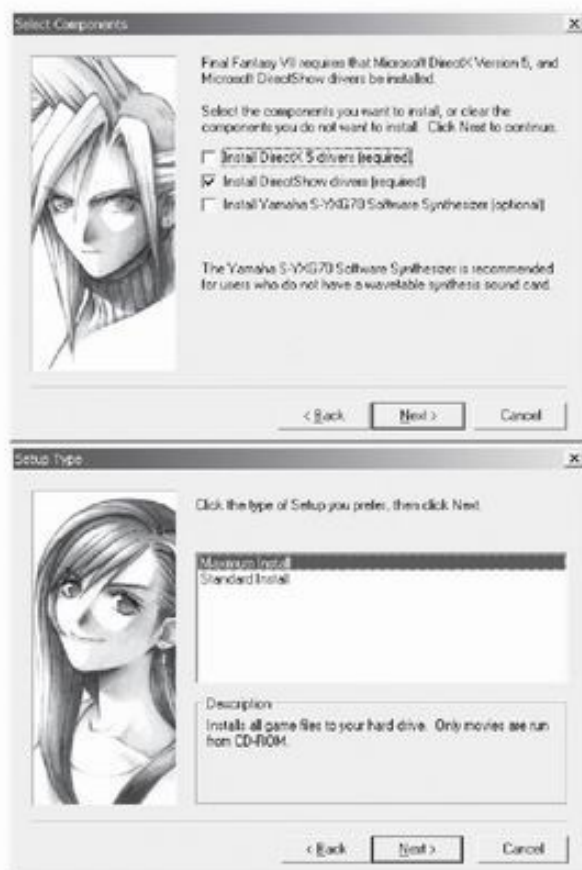 Select Components
Final Fantasy VII requires that Microsoft DirectX Version 5, and
Microsoft DirectShow drivers be installed.
Select the components you want to install, or clear the
components you do not want to install. Click Next to continue.
Install DirectX 5 drivers (required)
Install DirectShow drivers (required)
Install Yamaha S-YXG70 Software Synthesizer (optional)
The Yamaha S-YXG70 Software Synthesizer is recommended
for users who do not have a wavetable synthesis sound card.
< Back Next > Cancel
Setup Type
Click the type of Setup you prefer, then click Next.
Maximum Install
Standard Install
Description
Installs all game files to your hard drive. Only movies are run
from CD-ROM.
< Back Next > Cancel